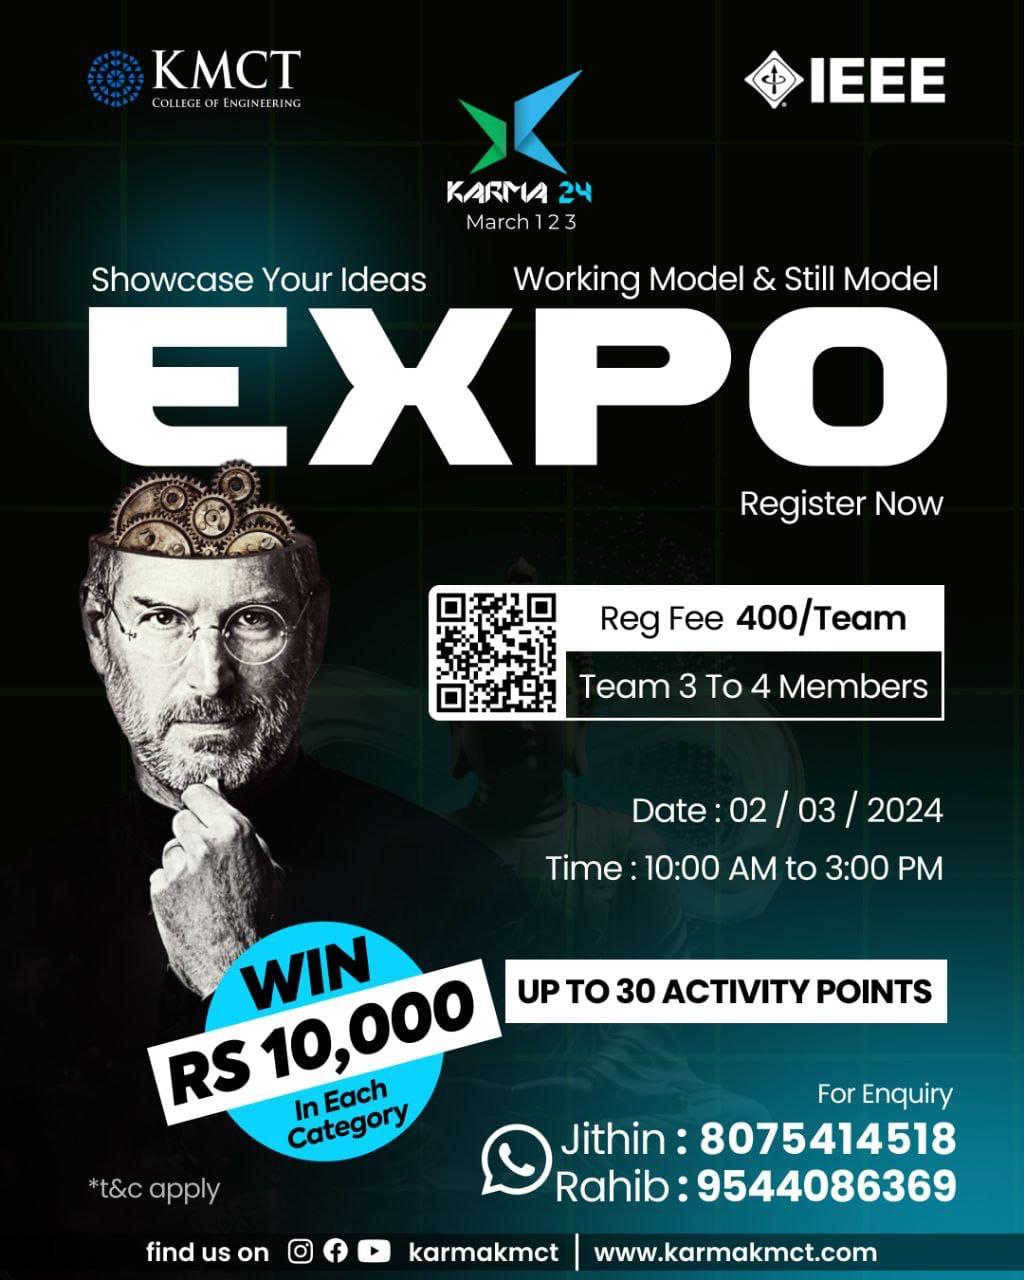 KMCT
COLLEGE OF ENGINEERING
IEEE
KARMA 24
March 1 2 3
Showcase Your Ideas
Working Model & Still Model
EXPO
Register Now
Reg Fee 400/Team
Team 3 To 4 Members
Date : 02 / 03 / 2024
Time : 10:00 AM to 3:00 PM
WIN
RS 10,000
In Each
Category
UP TO 30 ACTIVITY POINTS
For Enquiry
Jithin : 8075414518
Rahib : 9544086369
*t&c apply
find us on karmakmct | www.karmakmct.com